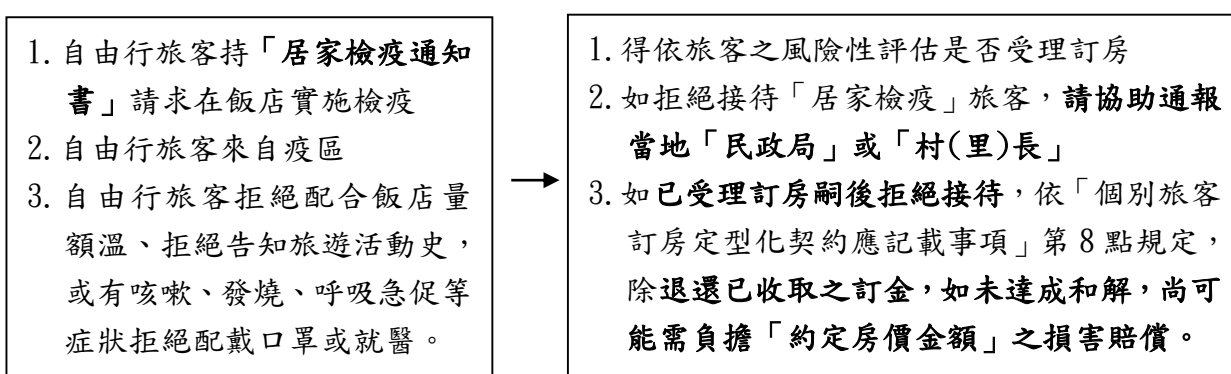 1. 自由行旅客持「居家檢疫通知
書」請求在飯店實施檢疫
2. 自由行旅客來自疫區
3. 自由行旅客拒絕配合飯店量
額溫、拒絕告知旅遊活動史，
或有咳嗽、發燒、呼吸急促等
症狀拒絕配戴口罩或就醫。
1. 得依旅客之風險性評估是否受理訂房
2. 如拒絕接待「居家檢疫」旅客，請協助通報
當地「民政局」或「村(里)長」
3. 如已受理訂房嗣後拒絕接待，依「個別旅客
訂房定型化契約應記載事項」第 8 點規定，
除退還已收取之訂金，如未達成和解，尚可
能需負擔「約定房價金額」之損害賠償。